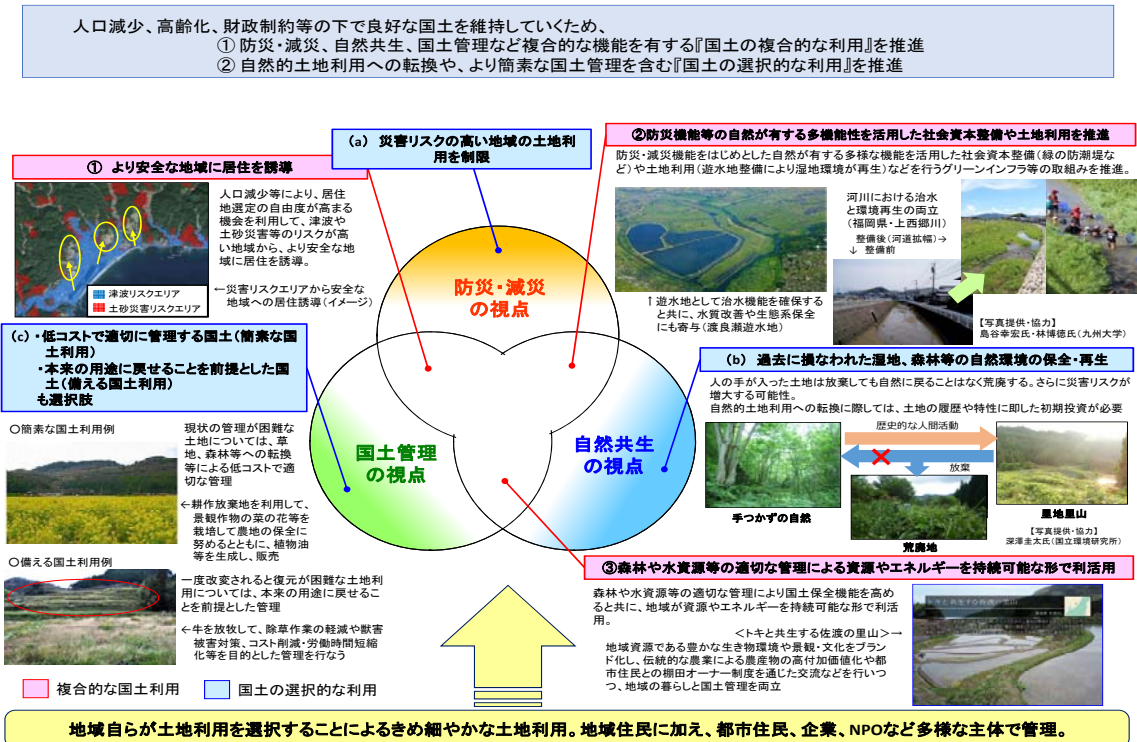 人口減少、高齢化、財政制約等の下で良好な国土を維持していくため、
① 防災・減災、自然共生、国土管理など複合的な機能を有する『国土の複合的な利用』を推進
② 自然的土地利用への転換や、より簡素な国土管理を含む『国土の選択的な利用』を推進
(a) 災害リスクの高い地域の土地利
用を制限
① より安全な地域に居住を誘導
人口減少等により、居住
地選定の自由度が高まる
機会を利用して、津波や
土砂災害等のリスクが高
い地域から、より安全な地
域に居住を誘導。
←災害リスクエリアから安全な
地域への居住誘導(イメージ)
津波リスクエリア
土砂災害リスクエリア
②防災機能等の自然が有する多機能性を活用した社会資本整備や土地利用を推進
防災・減災機能をはじめとした自然が有する多様な機能を活用した社会資本整備(緑の防潮堤な
ど)や土地利用(遊水地整備により湿地環境が再生)などを行うグリーンインフラ等の取組みを推進。
河川における治水
と環境再生の両立
(福岡県・上西郷川)
整備後(河道拡幅)→
↓ 整備前
↑遊水地として治水機能を確保する
と共に、水質改善や生態系保全
にも寄与(渡良瀬遊水地)
【写真提供・協力】
島谷幸宏氏・林博徳氏(九州大学)
防災・減災
の視点
国土管理
の視点
自然共生
の視点
(c)・低コストで適切に管理する国土(簡素な国
土利用)
・本来の用途に戻せることを前提とした国
土(備える国土利用)
も選択肢
〇簡素な国土利用例
現状の管理が困難な
土地については、草
地、森林等への転換
等による低コストで適
切な管理
←耕作放棄地を利用して、
景観作物の菜の花等を
栽培して農地の保全に
努めるとともに、植物油
等を生成し、販売
〇備える国土利用例
一度改変されると復元が困難な土地利
用については、本来の用途に戻せるこ
とを前提とした管理
←牛を放牧して、除草作業の軽減や獣害
被害対策、コスト削減・労働時間短縮
化等を目的とした管理を行なう
(b) 過去に損なわれた湿地、森林等の自然環境の保全・再生
人の手が入った土地は放棄しても自然に戻ることはなく荒廃する。さらに災害リスクが
増大する可能性。
自然的土地利用への転換に際しては、土地の履歴や特性に即した初期投資が必要
歴史的な人間活動
放棄
手つかずの自然
荒廃地
里地里山
【写真提供・協力】
深澤圭太氏(国立環境研究所)
③森林や水資源等の適切な管理による資源やエネルギーを持続可能な形で利活用
森林や水資源等の適切な管理により国土保全機能を高め
ると共に、地域が資源やエネルギーを持続可能な形で利活
用。
<トキと共生する佐渡の里山>→
地域資源である豊かな生き物環境や景観・文化をブラン
ド化し、伝統的な農業による農産物の高付加価値化や都
市住民との棚田オーナー制度を通じた交流などを行いつ
つ、地域の暮らしと国土管理を両立
トキと共生する佐渡の里山
複合的な国土利用
国土の選択的な利用
地域自らが土地利用を選択することによるきめ細やかな土地利用。地域住民に加え、都市住民、企業、NPOなど多様な主体で管理。